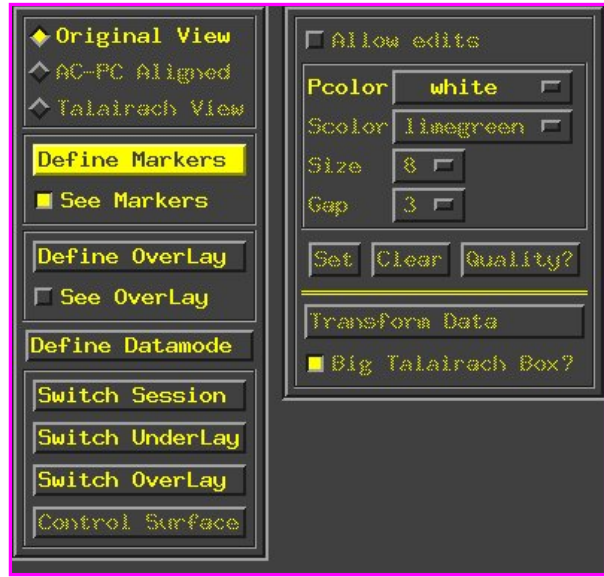 Original View
AC-PC Aligned
Talairach View
Define Markers
See Markers
Define OverLay
See OverLay
Define Datamode
Switch Session
Switch UnderLay
Switch OverLay
Control Surface
Allow edits
Pcolor white
Scolor limegreen
Size 8
Gap 3
Set Clear Quality?
Transform Data
Big Talairach Box?